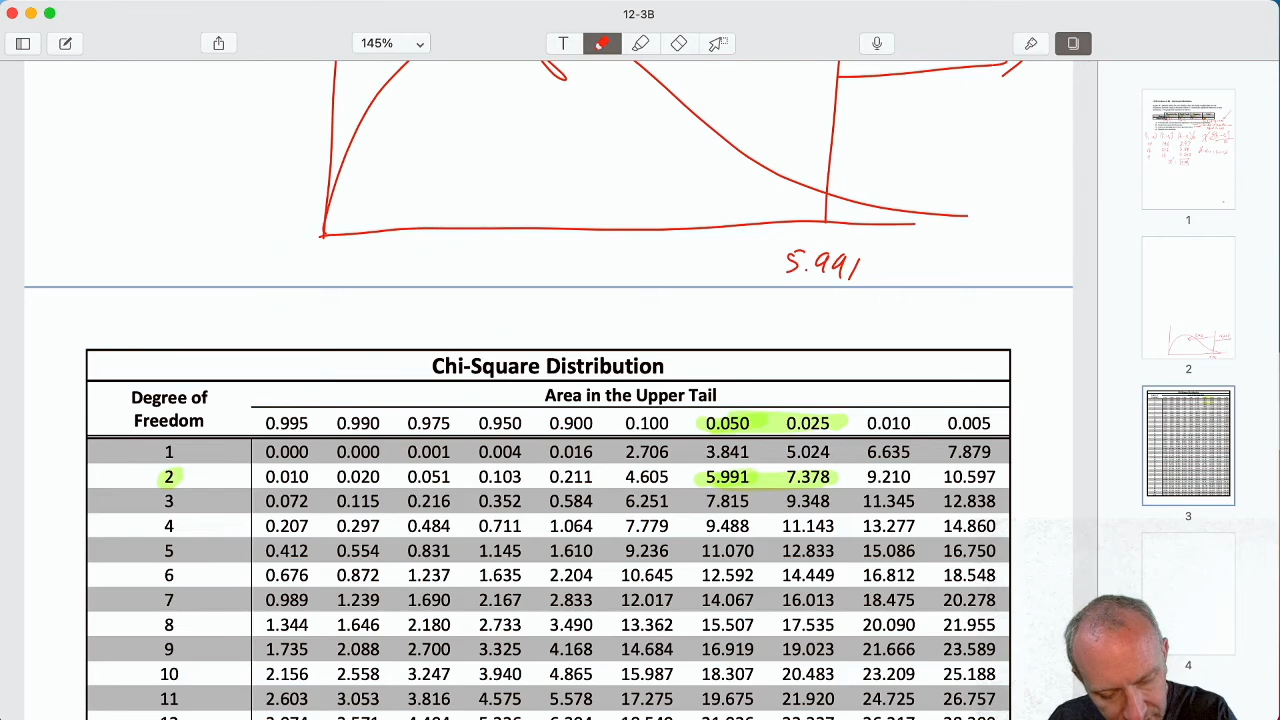 12-3B
145%
T
5.991
Chi-Square Distribution
Degree of Freedom
Area in the Upper Tail
0.995 0.990 0.975 0.950 0.900 0.100 0.050 0.025 0.010 0.005
1 0.000 0.000 0.001 0.004 0.016 2.706 3.841 5.024 6.635 7.879
2 0.010 0.020 0.051 0.103 0.211 4.605 5.991 7.378 9.210 10.597
3 0.072 0.115 0.216 0.352 0.584 6.251 7.815 9.348 11.345 12.838
4 0.207 0.297 0.484 0.711 1.064 7.779 9.488 11.143 13.277 14.860
5 0.412 0.554 0.831 1.145 1.610 9.236 11.070 12.833 15.086 16.750
6 0.676 0.872 1.237 1.635 2.204 10.645 12.592 14.449 16.812 18.548
7 0.989 1.239 1.690 2.167 2.833 12.017 14.067 16.013 18.475 20.278
8 1.344 1.646 2.180 2.733 3.490 13.362 15.507 17.535 20.090 21.955
9 1.735 2.088 2.700 3.325 4.168 14.684 16.919 19.023 21.666 23.589
10 2.156 2.558 3.247 3.940 4.865 15.987 18.307 20.483 23.209 25.188
11 2.603 3.053 3.816 4.575 5.578 17.275 19.675 21.920 24.725 26.757
1
2
3
4